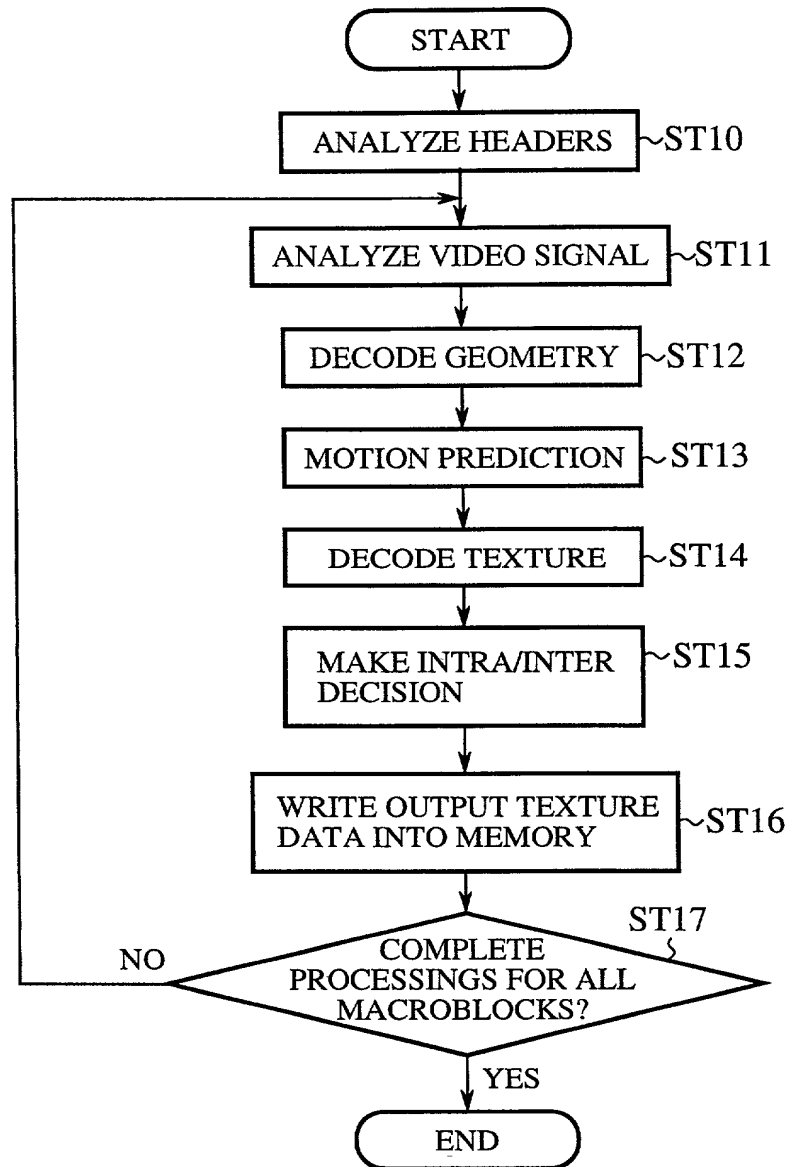 START
ANALYZE HEADERS
ST10
ANALYZE VIDEO SIGNAL
ST11
DECODE GEOMETRY
ST12
MOTION PREDICTION
ST13
DECODE TEXTURE
ST14
MAKE INTRA/INTER
DECISION
ST15
WRITE OUTPUT TEXTURE
DATA INTO MEMORY
ST16
ST17
COMPLETE
PROCESSINGS FOR ALL
MACROBLOCKS?
NO
YES
END